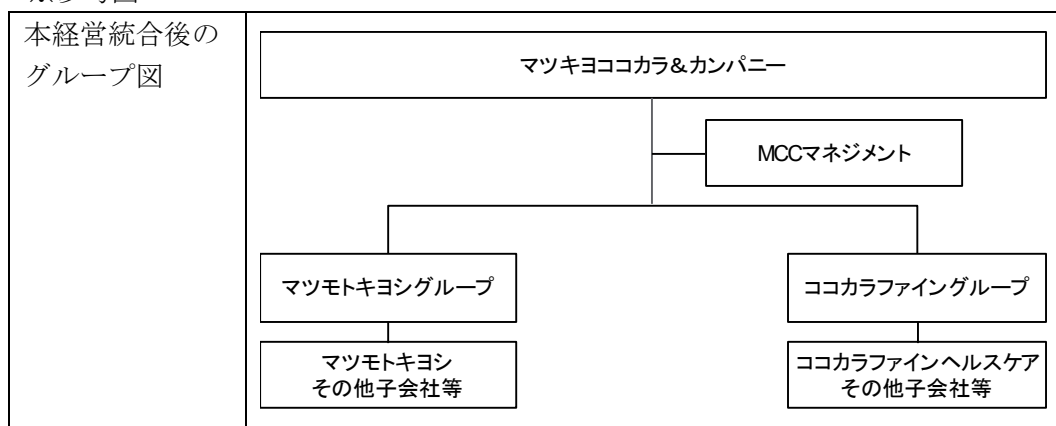 本経営統合後の
グループ図
マツキヨココカラ&カンパニー
MCCマネジメント
マツモトキヨシグループ
ココカラファイングループ
マツモトキヨシ
その他子会社等
ココカラファインヘルスケア
その他子会社等